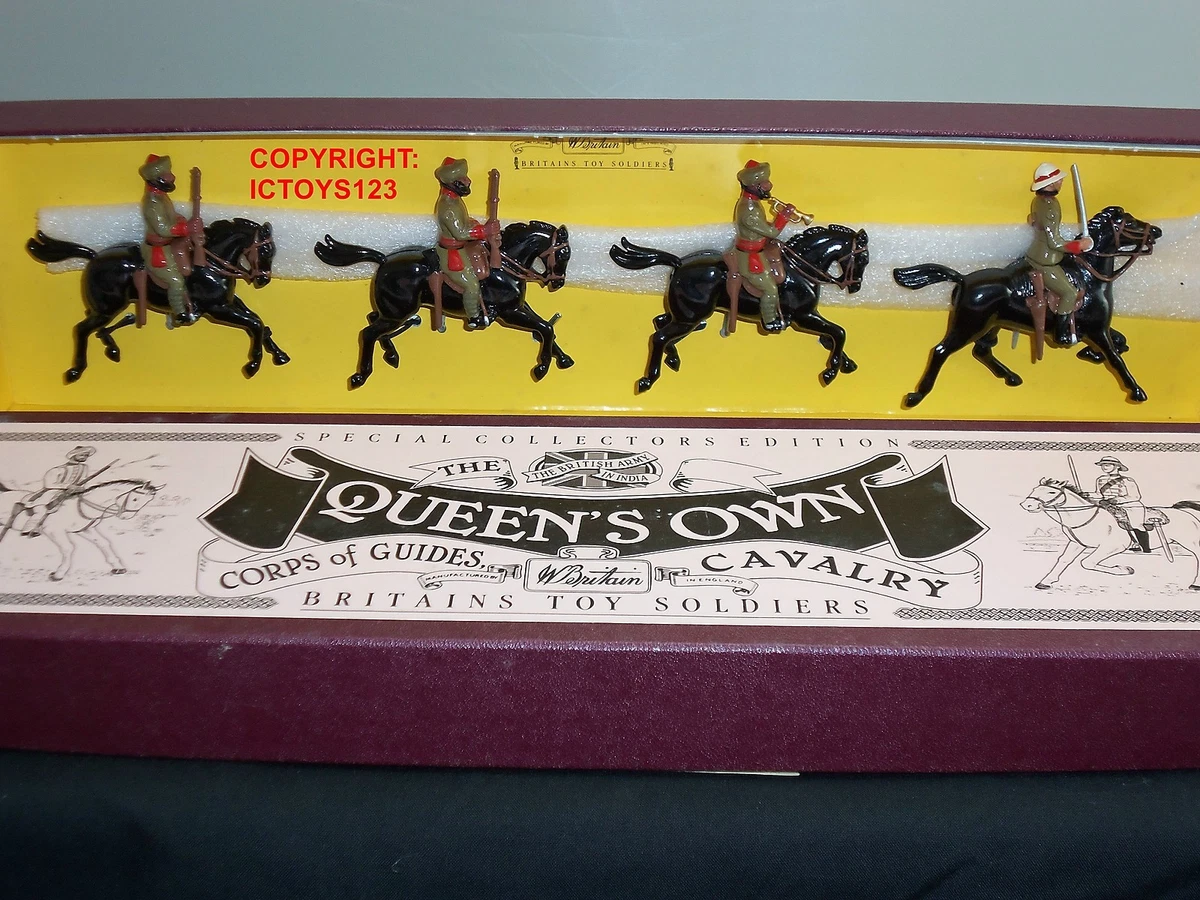 COPYRIGHT:
ICTOYS123
W Britain
BRITAINS TOY SOLDIERS
SPECIAL COLLECTORS EDITION
THE
THE BRITISH ARMY
IN INDIA
QUEEN'S OWN
CORPS of GUIDES, CAVALRY
MANUFACTURED BY W Britain IN ENGLAND
BRITAINS TOY SOLDIERS